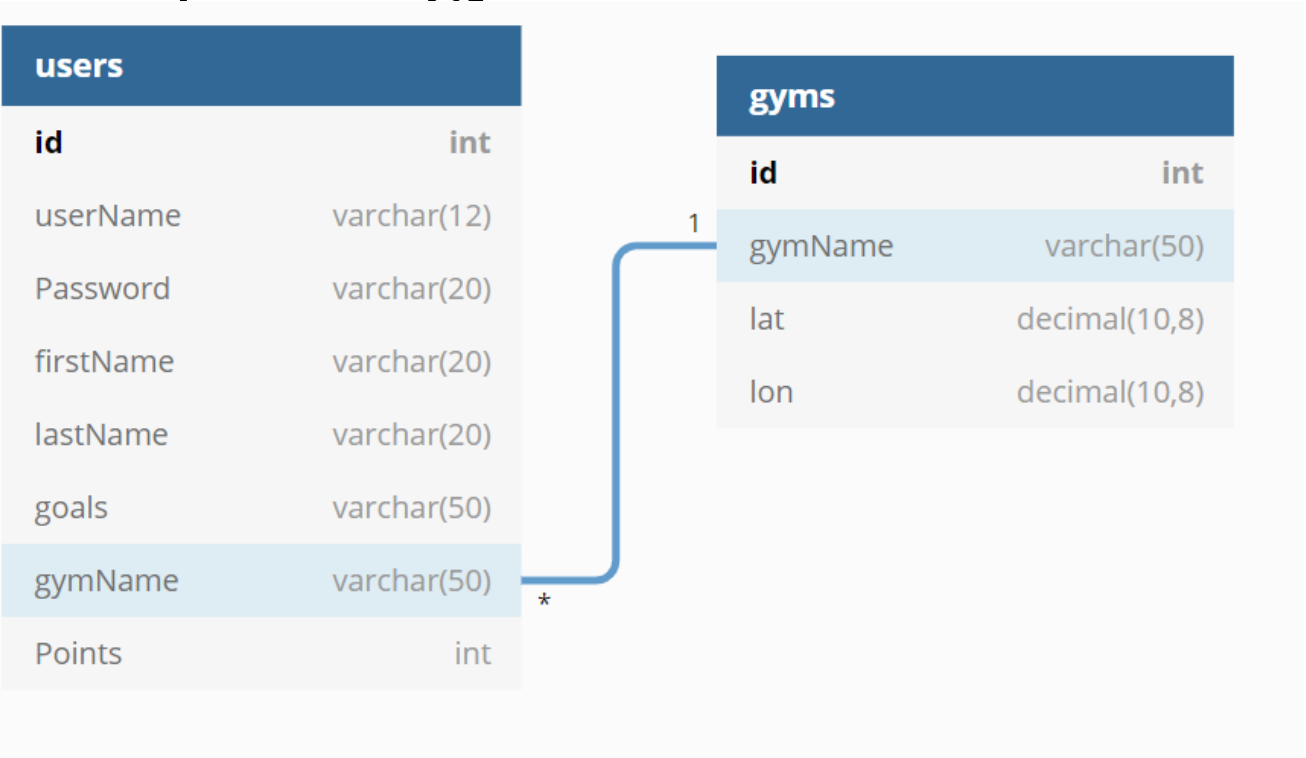 users
id int
userName varchar(12)
Password varchar(20)
firstName varchar(20)
lastName varchar(20)
goals varchar(50)
gymName varchar(50)
Points int
*
1
gyms
id int
gymName varchar(50)
lat decimal(10,8)
lon decimal(10,8)